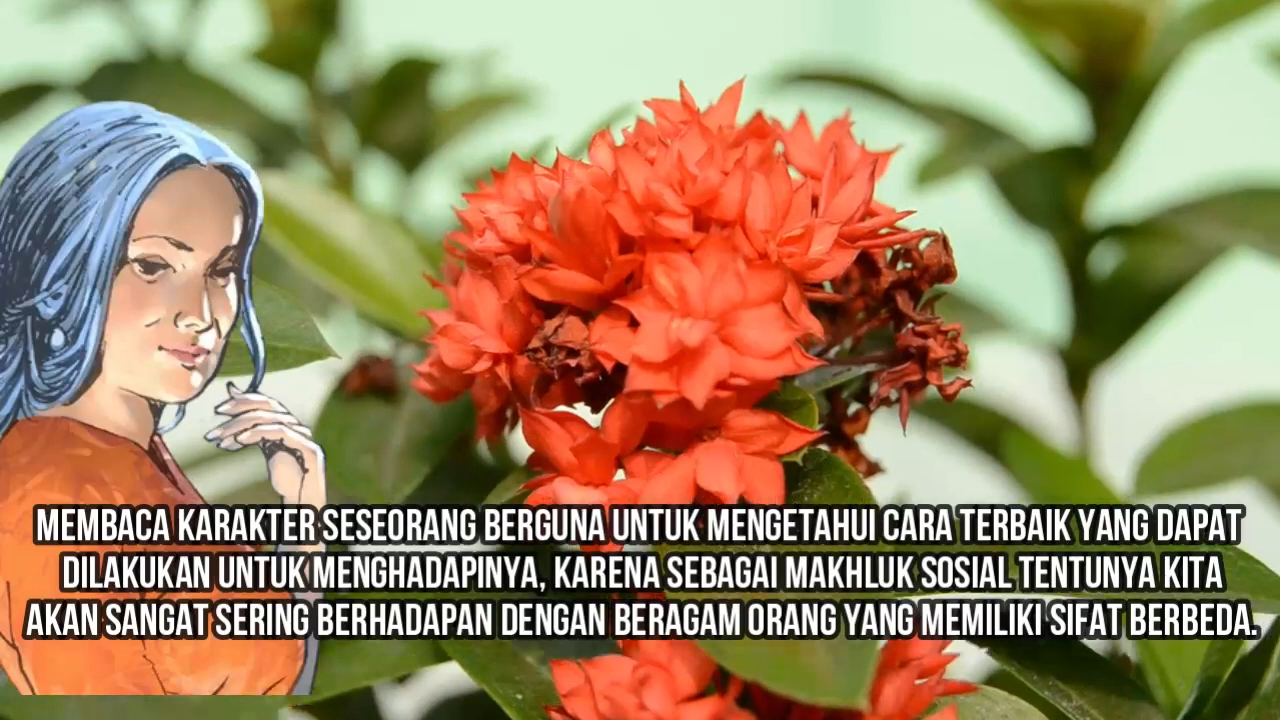 MEMBACA KARAKTER SESEORANG BERGUNA UNTUK MENGETAHUI CARA TERBAIK YANG DAPAT
DILAKUKAN UNTUK MENGHADAPINYA, KARENA SEBAGAI MAKHLUK SOSIAL TENTUNYA KITA
AKAN SANGAT SERING BERHADAPAN DENGAN BERAGAM ORANG YANG MEMILIKI SIFAT BERBEDA.